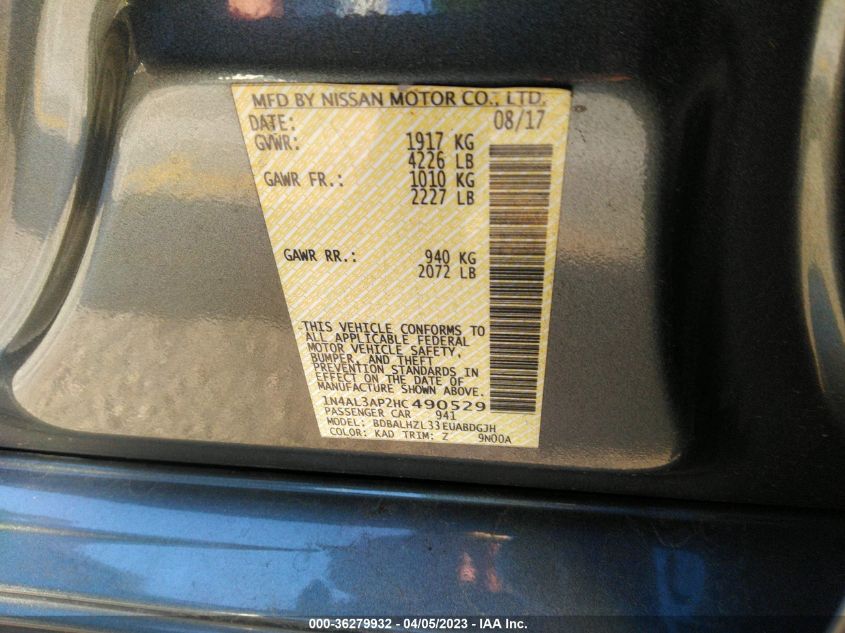 MFD BY NISSAN MOTOR CO., LTD.
DATE: 08/17
GVWR: 1917 KG
4226 LB
GAWR FR.: 1010 KG
2227 LB
GAWR RR.: 940 KG
2072 LB
THIS VEHICLE CONFORMS TO
ALL APPLICABLE FEDERAL
MOTOR VEHICLE SAFETY,
BUMPER, AND THEFT
PREVENTION STANDARDS IN
EFFECT ON THE DATE OF
MANUFACTURE SHOWN ABOVE.
1N4AL3AP2HC490529
PASSENGER CAR 941
MODEL: BDBALHZL33EUABDGJH
COLOR: KAD TRIM: Z 9N00A
000-36279932 - 04/05/2023 - IAA Inc.